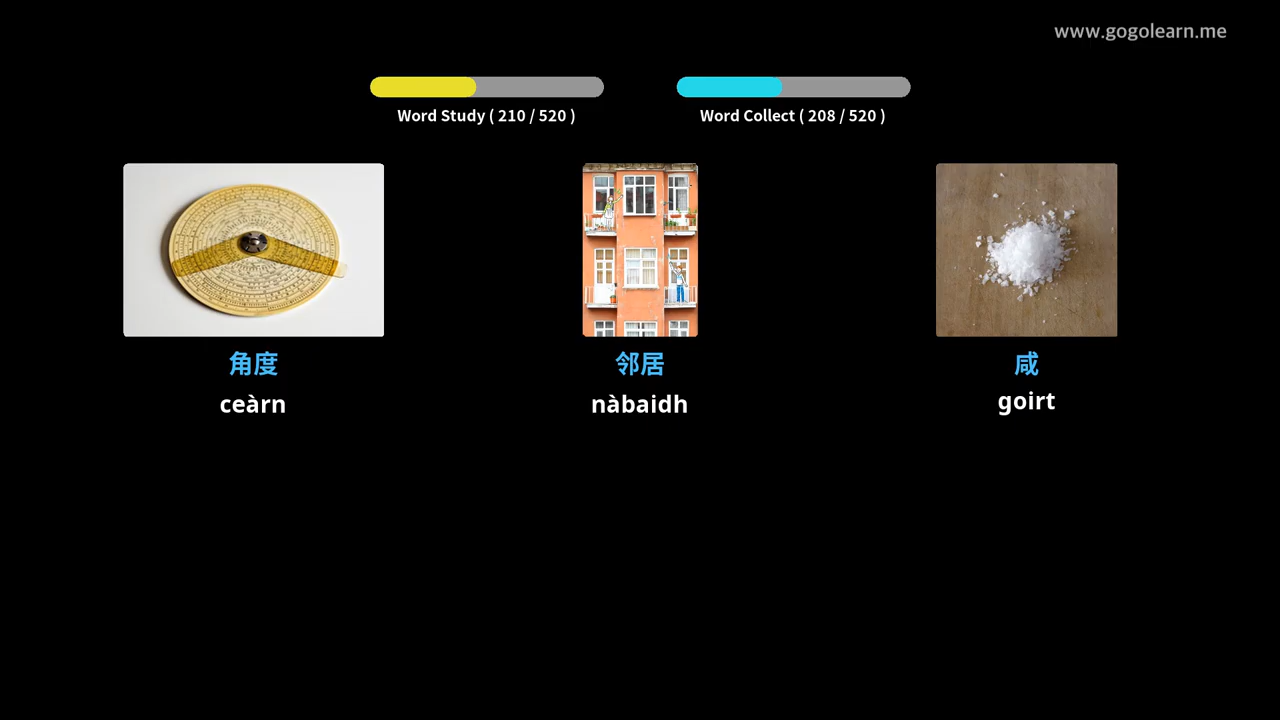 www.gogolearn.me
Word Study ( 210 / 520 )
Word Collect ( 208 / 520 )
角度
邻居
咸
ceàrn
nàbaidh
goirt